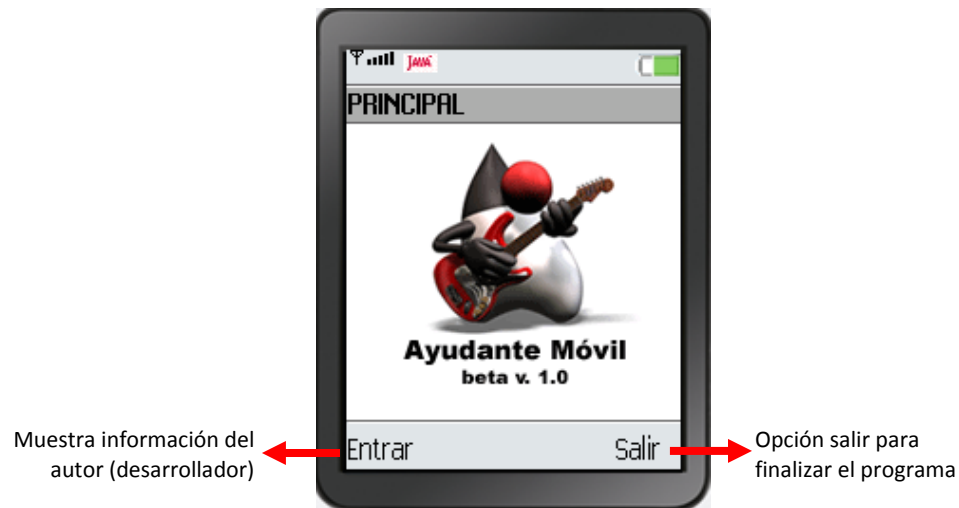 JAVA
PRINCIPAL
Ayudante Móvil
beta v. 1.0
Muestra información del
autor (desarrollador)
Entrar
Salir
Opción salir para
finalizar el programa